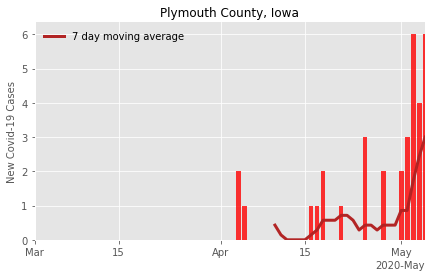 Plymouth County, Iowa
7 day moving average
New Covid-19 Cases
6
5
4
3
2
1
0
Mar 15 Apr 15 May
2020-May